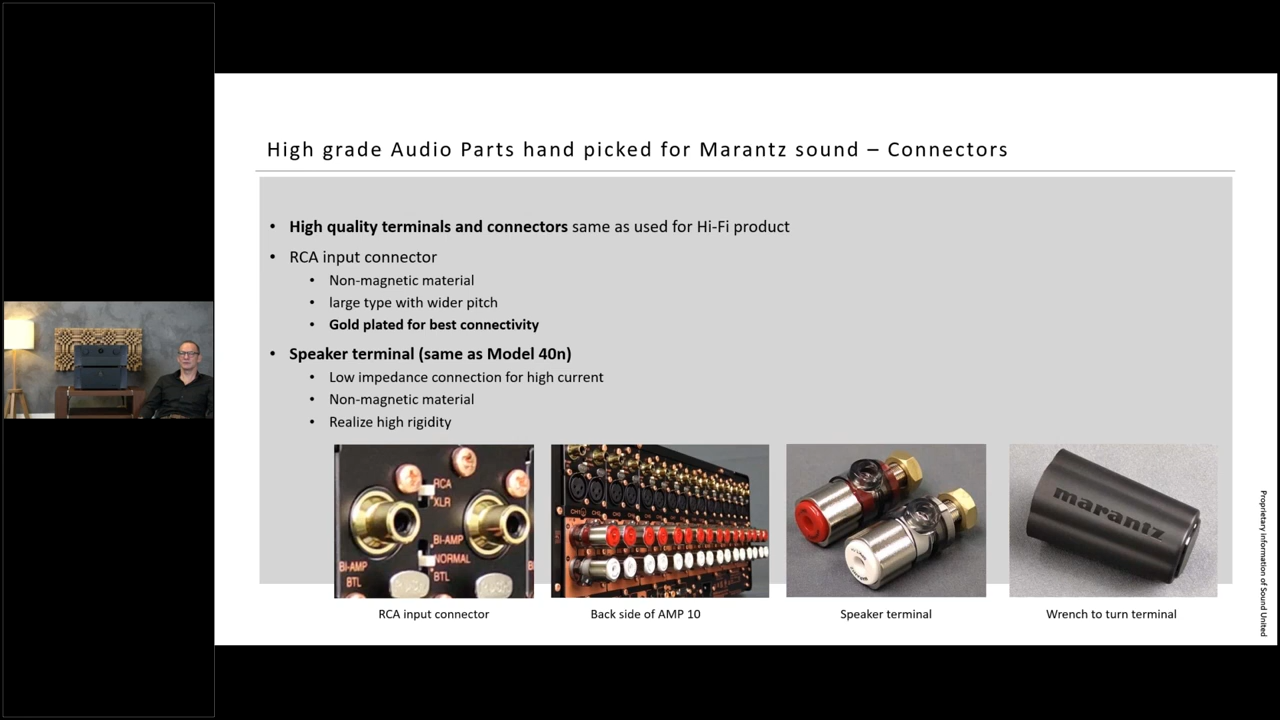 High grade Audio Parts hand picked for Marantz sound – Connectors
• High quality terminals and connectors same as used for Hi-Fi product
• RCA input connector
• Non-magnetic material
• large type with wider pitch
• Gold plated for best connectivity
• Speaker terminal (same as Model 40n)
• Low impedance connection for high current
• Non-magnetic material
• Realize high rigidity
RCA
XLR
BI-AMP
NORMAL
BTL
BI-AMP
BTL
marantz
RCA input connector
Back side of AMP 10
Speaker terminal
Wrench to turn terminal
Proprietary information of Sound United